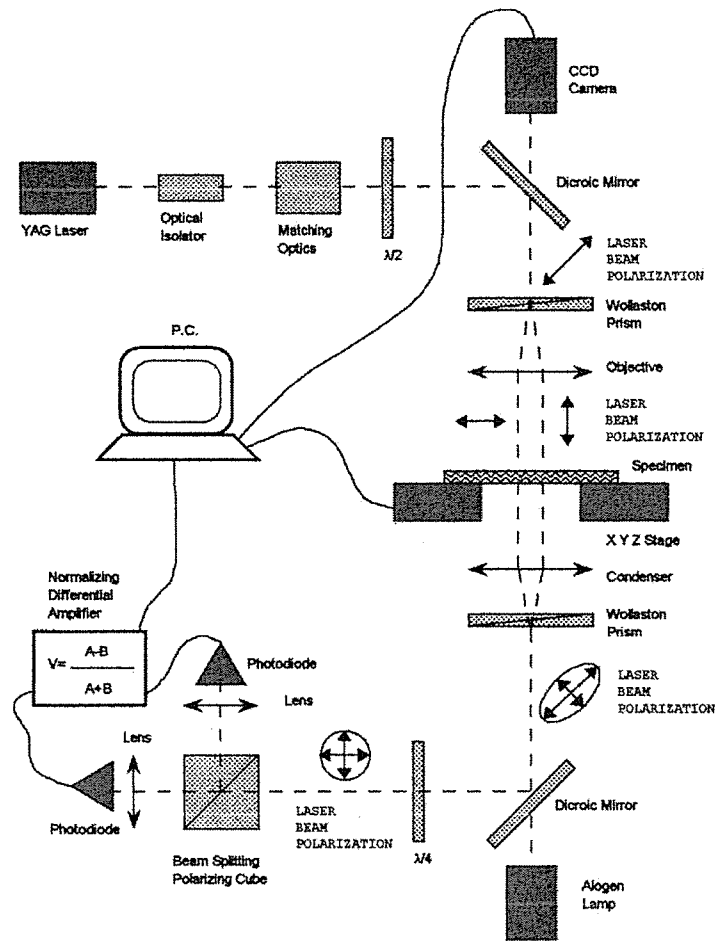 CCD
Camera
Dicroic Mirror
YAG Laser
Optical
Isolator
Matching
Optics
λ/2
LASER
BEAM
POLARIZATION
Wollaston
Prism
P.C.
Objective
LASER
BEAM
POLARIZATION
Specimen
X Y Z Stage
Condenser
Normalizing
Differential
Amplifier
Wollaston
Prism
V= A-B
A+B
Photodiode
Lens
LASER
BEAM
POLARIZATION
Lens
Photodiode
LASER
BEAM
POLARIZATION
Dicroic Mirror
λ/4
Beam Splitting
Polarizing Cube
Alogen
Lamp